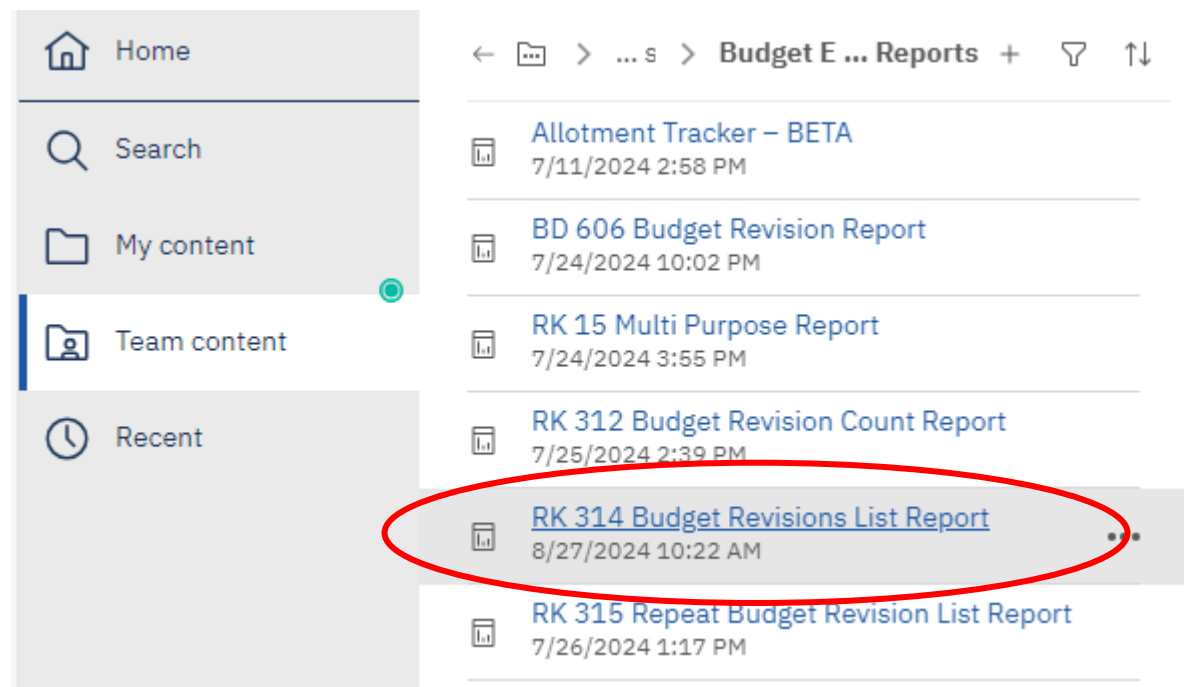 Home
Search
My content
Team content
Recent
← > ... s > Budget E ... Reports +
Allotment Tracker – BETA
7/11/2024 2:58 PM
BD 606 Budget Revision Report
7/24/2024 10:02 PM
RK 15 Multi Purpose Report
7/24/2024 3:55 PM
RK 312 Budget Revision Count Report
7/25/2024 2:39 PM
RK 314 Budget Revisions List Report
8/27/2024 10:22 AM
RK 315 Repeat Budget Revision List Report
7/26/2024 1:17 PM